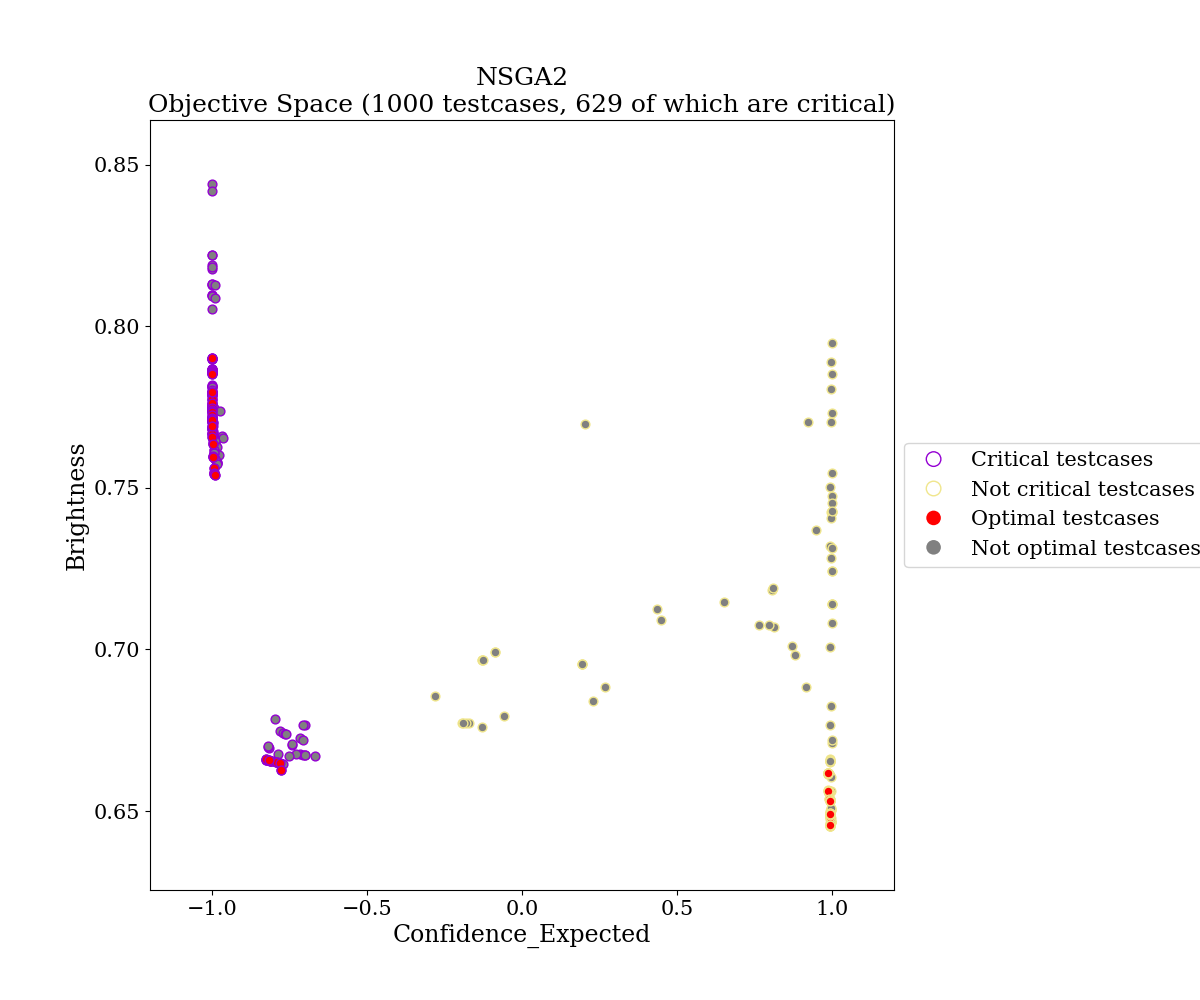 NSGA2
Objective Space (1000 testcases, 629 of which are critical)
0.85
0.80
0.75
0.70
0.65
Brightness
−1.0
−0.5
0.0
0.5
1.0
Confidence_Expected
Critical testcases
Not critical testcases
Optimal testcases
Not optimal testcases